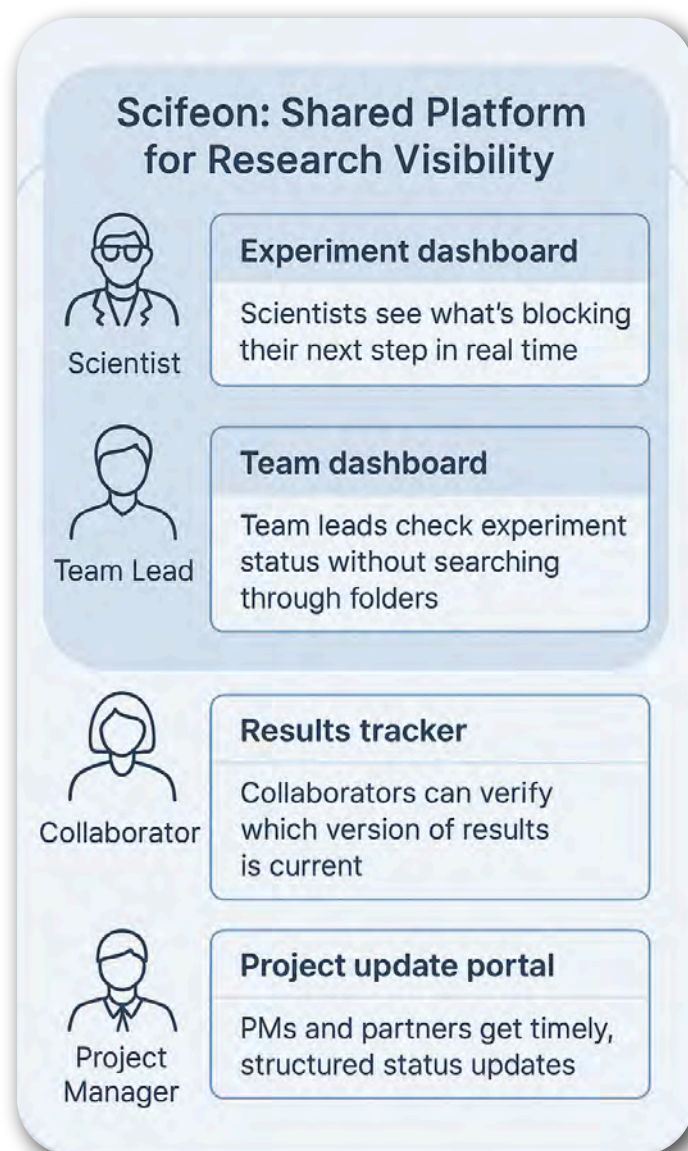 Scifeon: Shared Platform
for Research Visibility
Scientist
Experiment dashboard
Scientists see what's blocking
their next step in real time
Team Lead
Team dashboard
Team leads check experiment
status without searching
through folders
Collaborator
Results tracker
Collaborators can verify
which version of results
is current
Project
Manager
Project update portal
PMs and partners get timely,
structured status updates